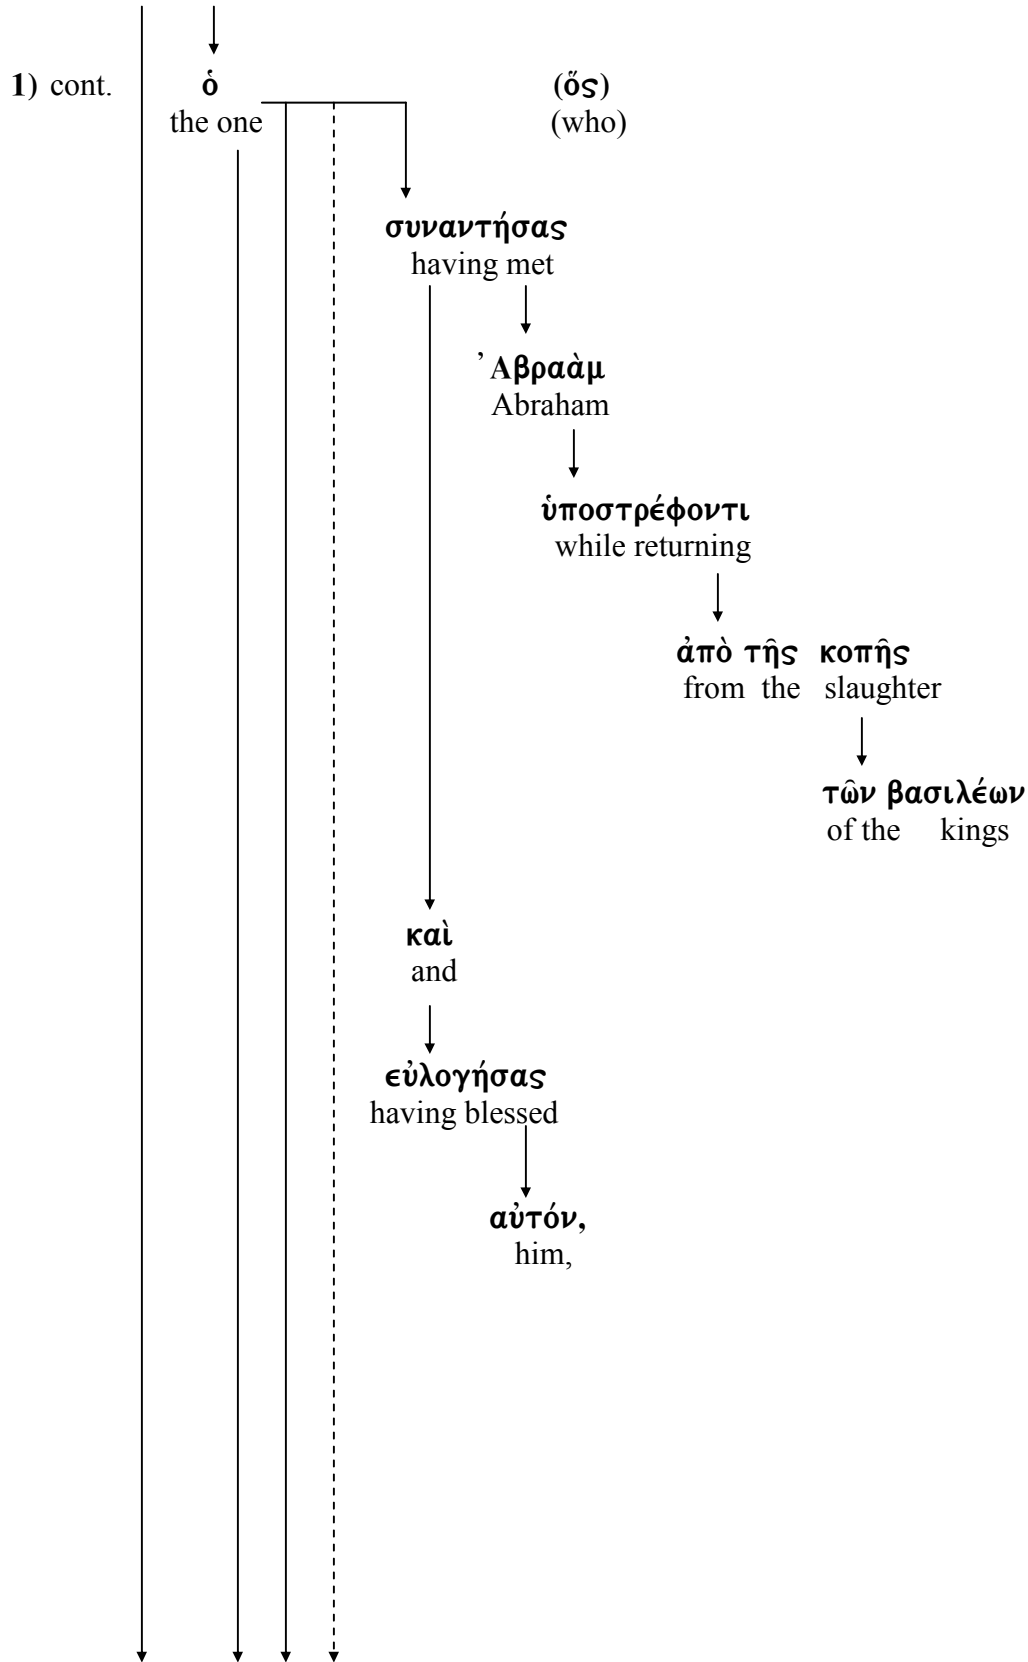 1) cont. ὁ (ὅς)
the one (who)
συναντήσας
having met
Ἀβραὰμ
Abraham
ὑποστρέφοντι
while returning
ἀπὸ τῆς κοπῆς
from the slaughter
τῶν βασιλέων
of the kings
καὶ
and
εὐλογήσας
having blessed
αὐτόν,
him,